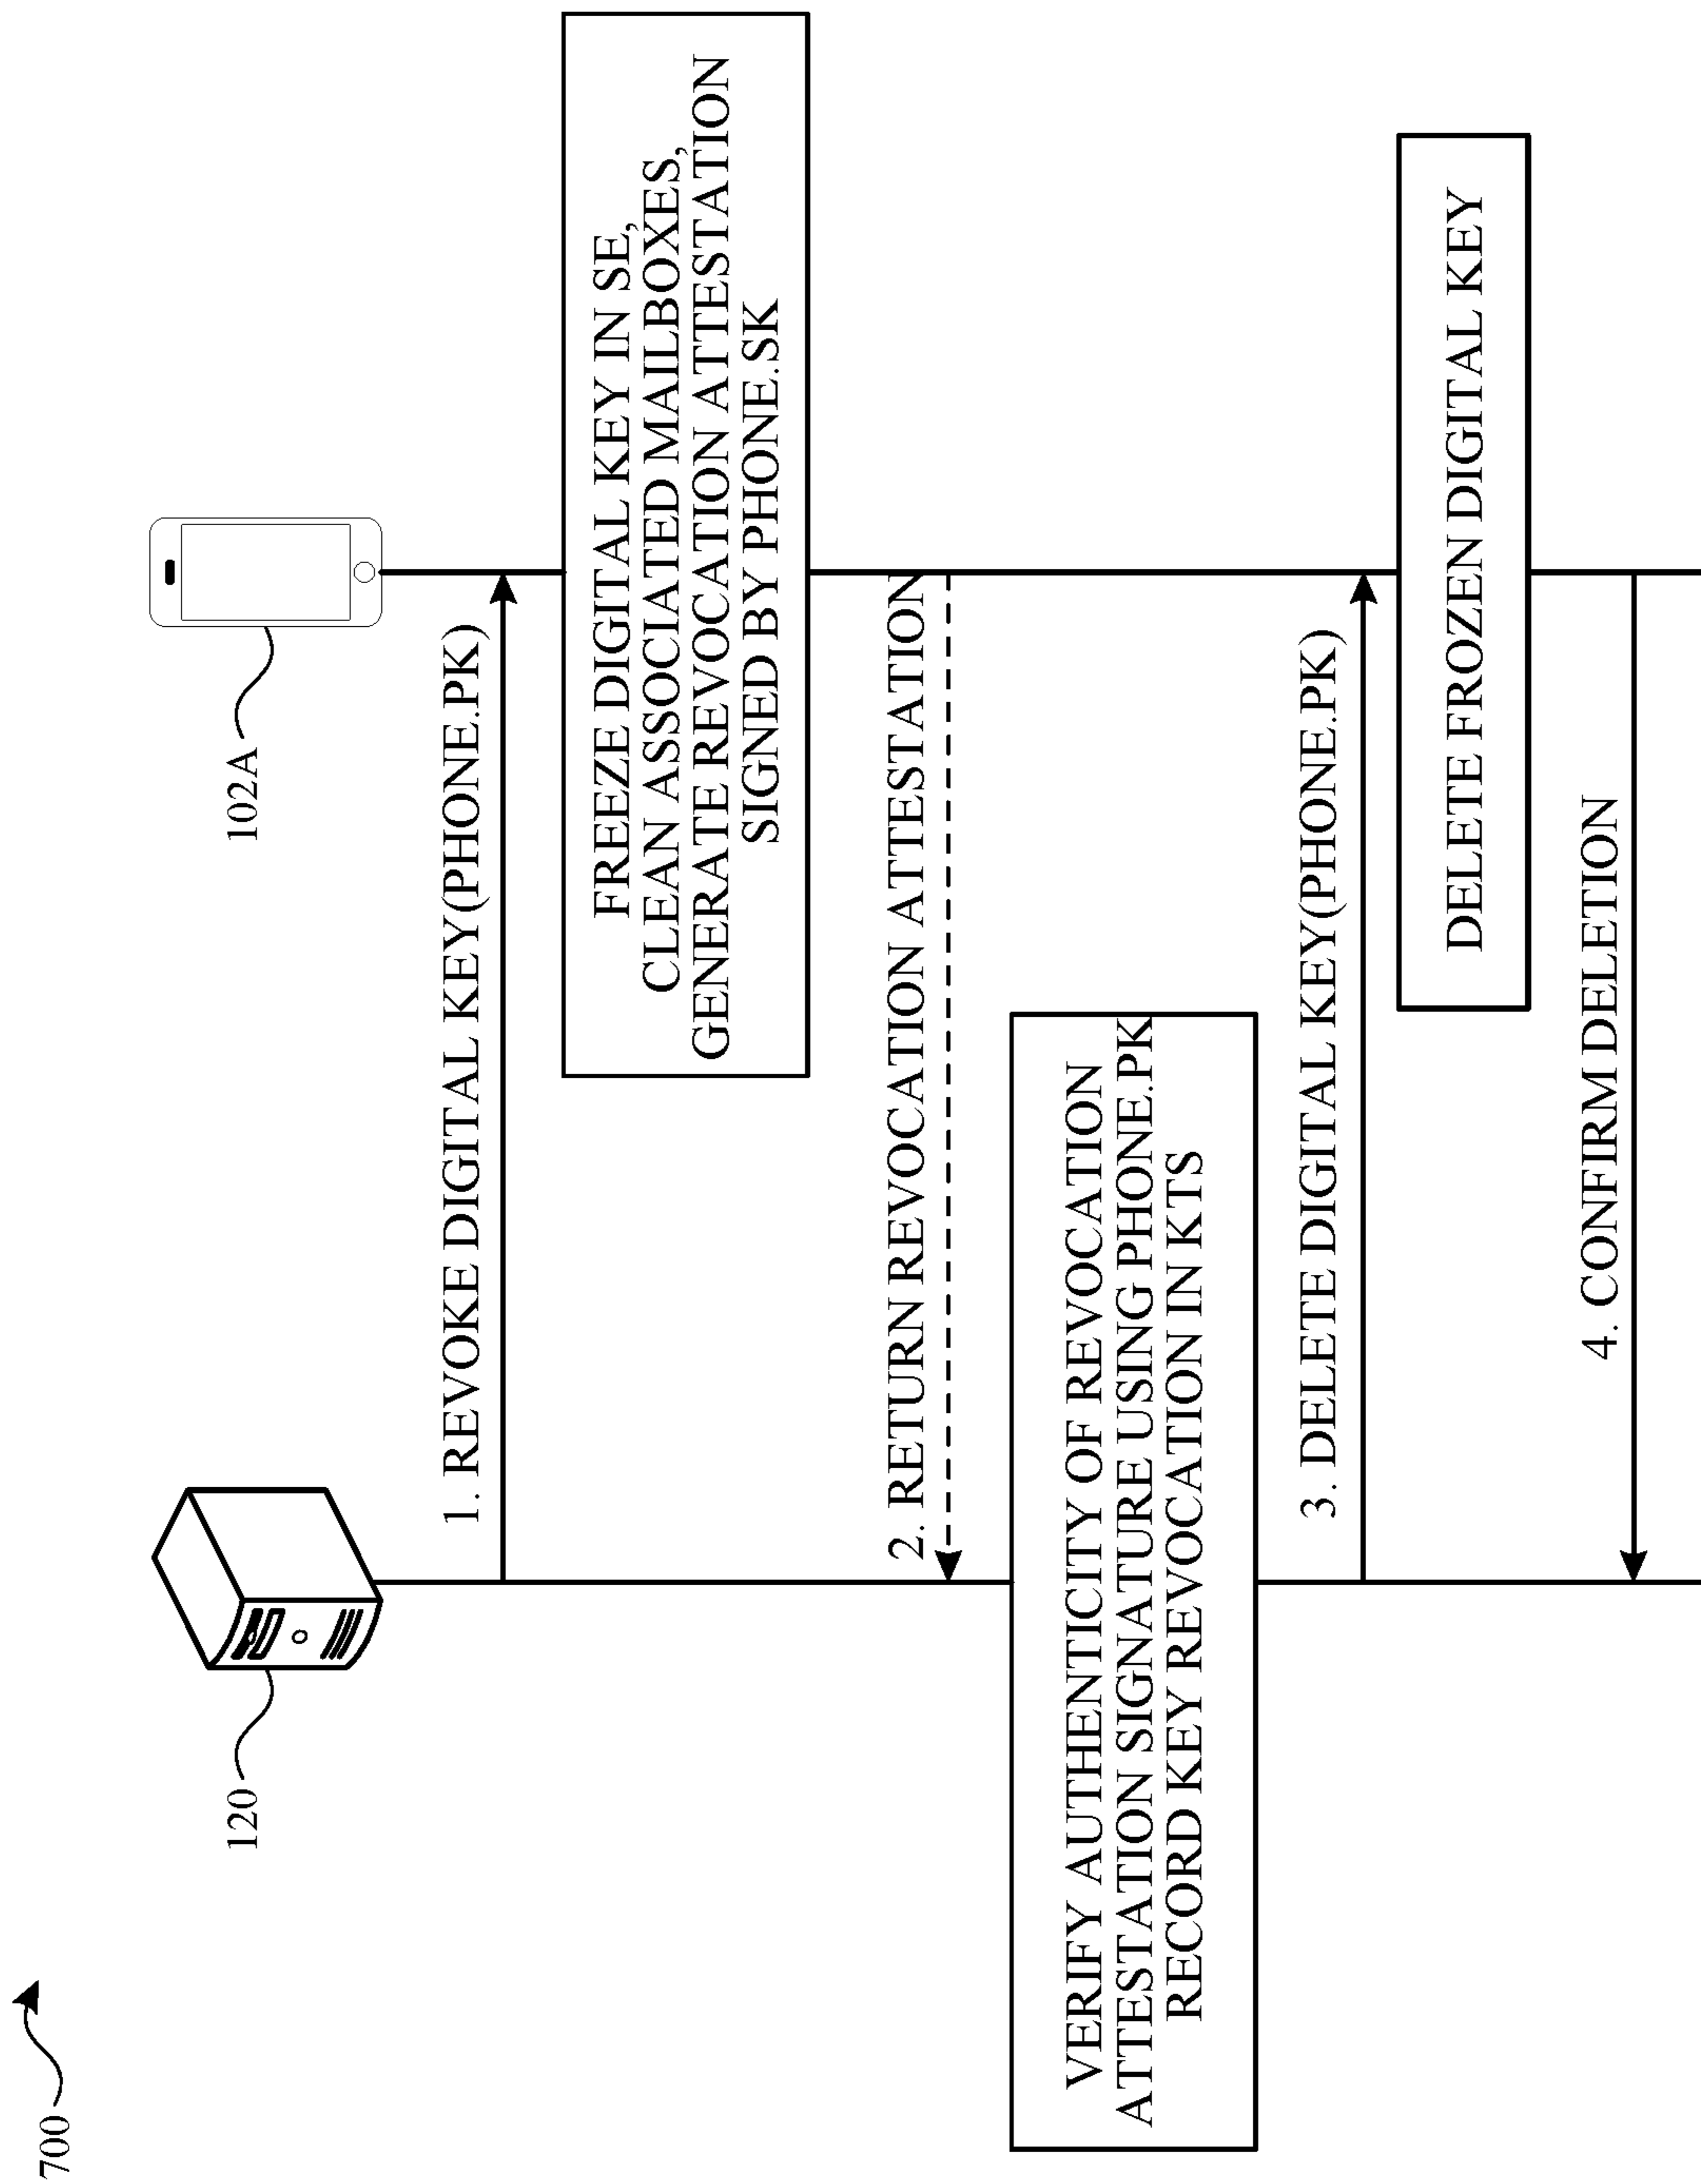 700
120
102A
1. REVOKE DIGITAL KEY(PHONE.PK)
FREEZE DIGITAL KEY IN SE,
CLEAN ASSOCIATED MAILBOXES,
GENERATE REVOCATION ATTESTATION
SIGNED BY PHONE.SK
2. RETURN REVOCATION ATTESTATION
VERIFY AUTHENTICITY OF REVOCATION
ATTESTATION SIGNATURE USING PHONE.PK
RECORD KEY REVOCATION IN KTS
3. DELETE DIGITAL KEY(PHONE.PK)
DELETE FROZEN DIGITAL KEY
4. CONFIRM DELETION